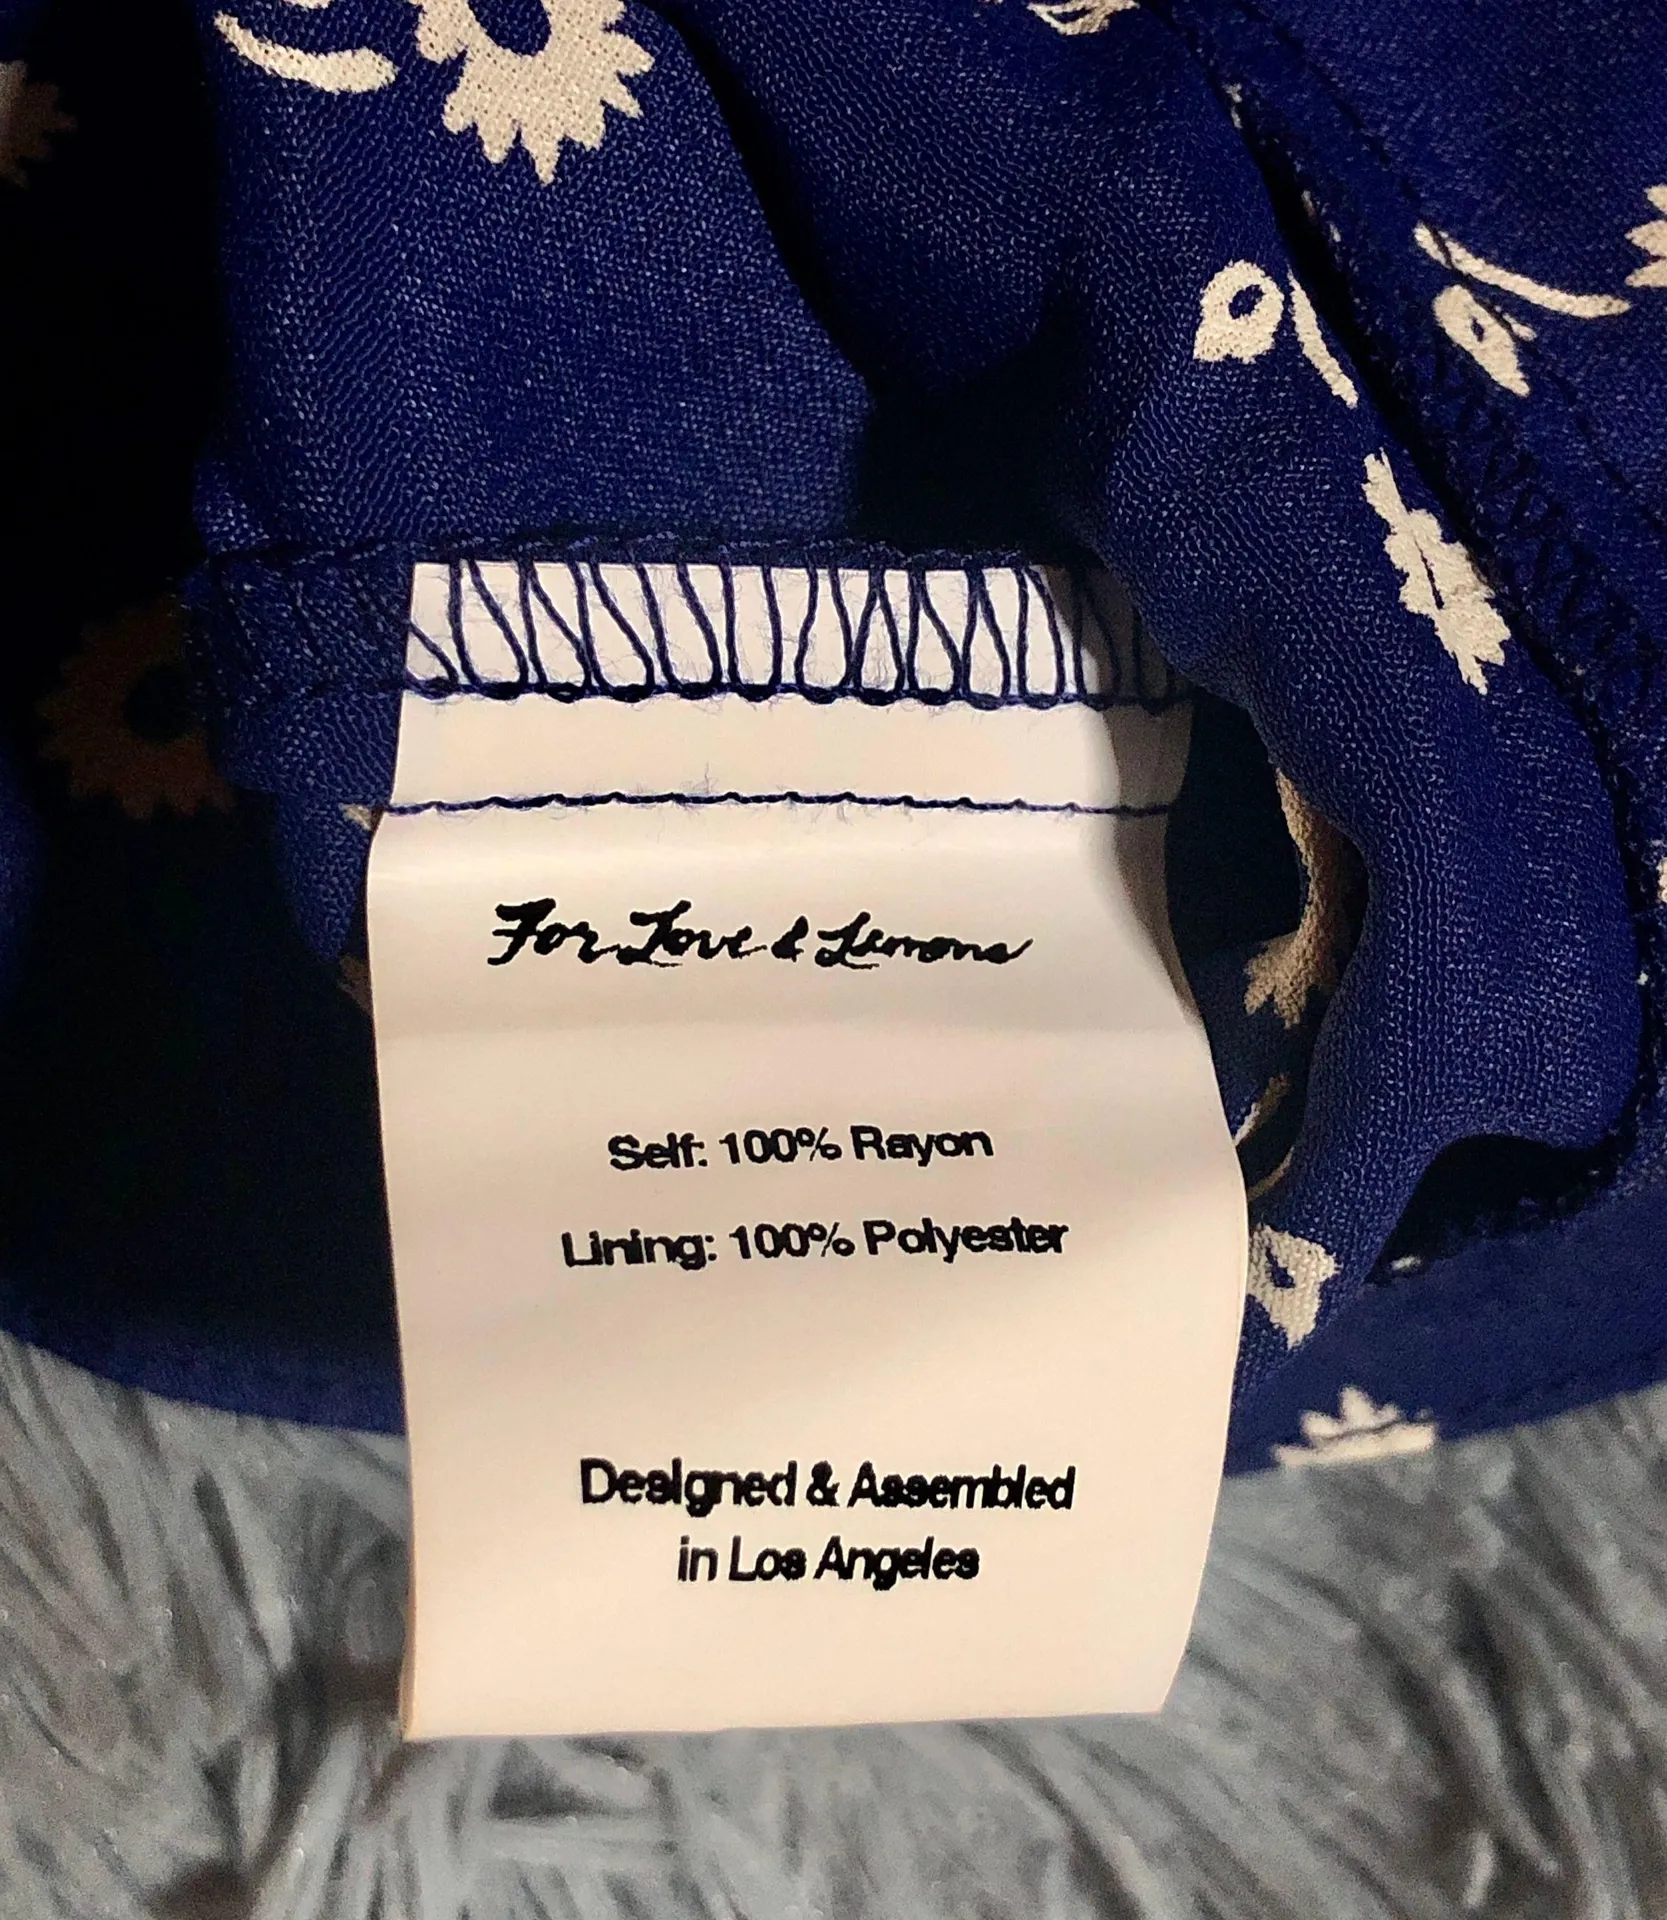 For Love & Lemons
Self: 100% Rayon
Lining: 100% Polyester
Designed & Assembled
in Los Angeles